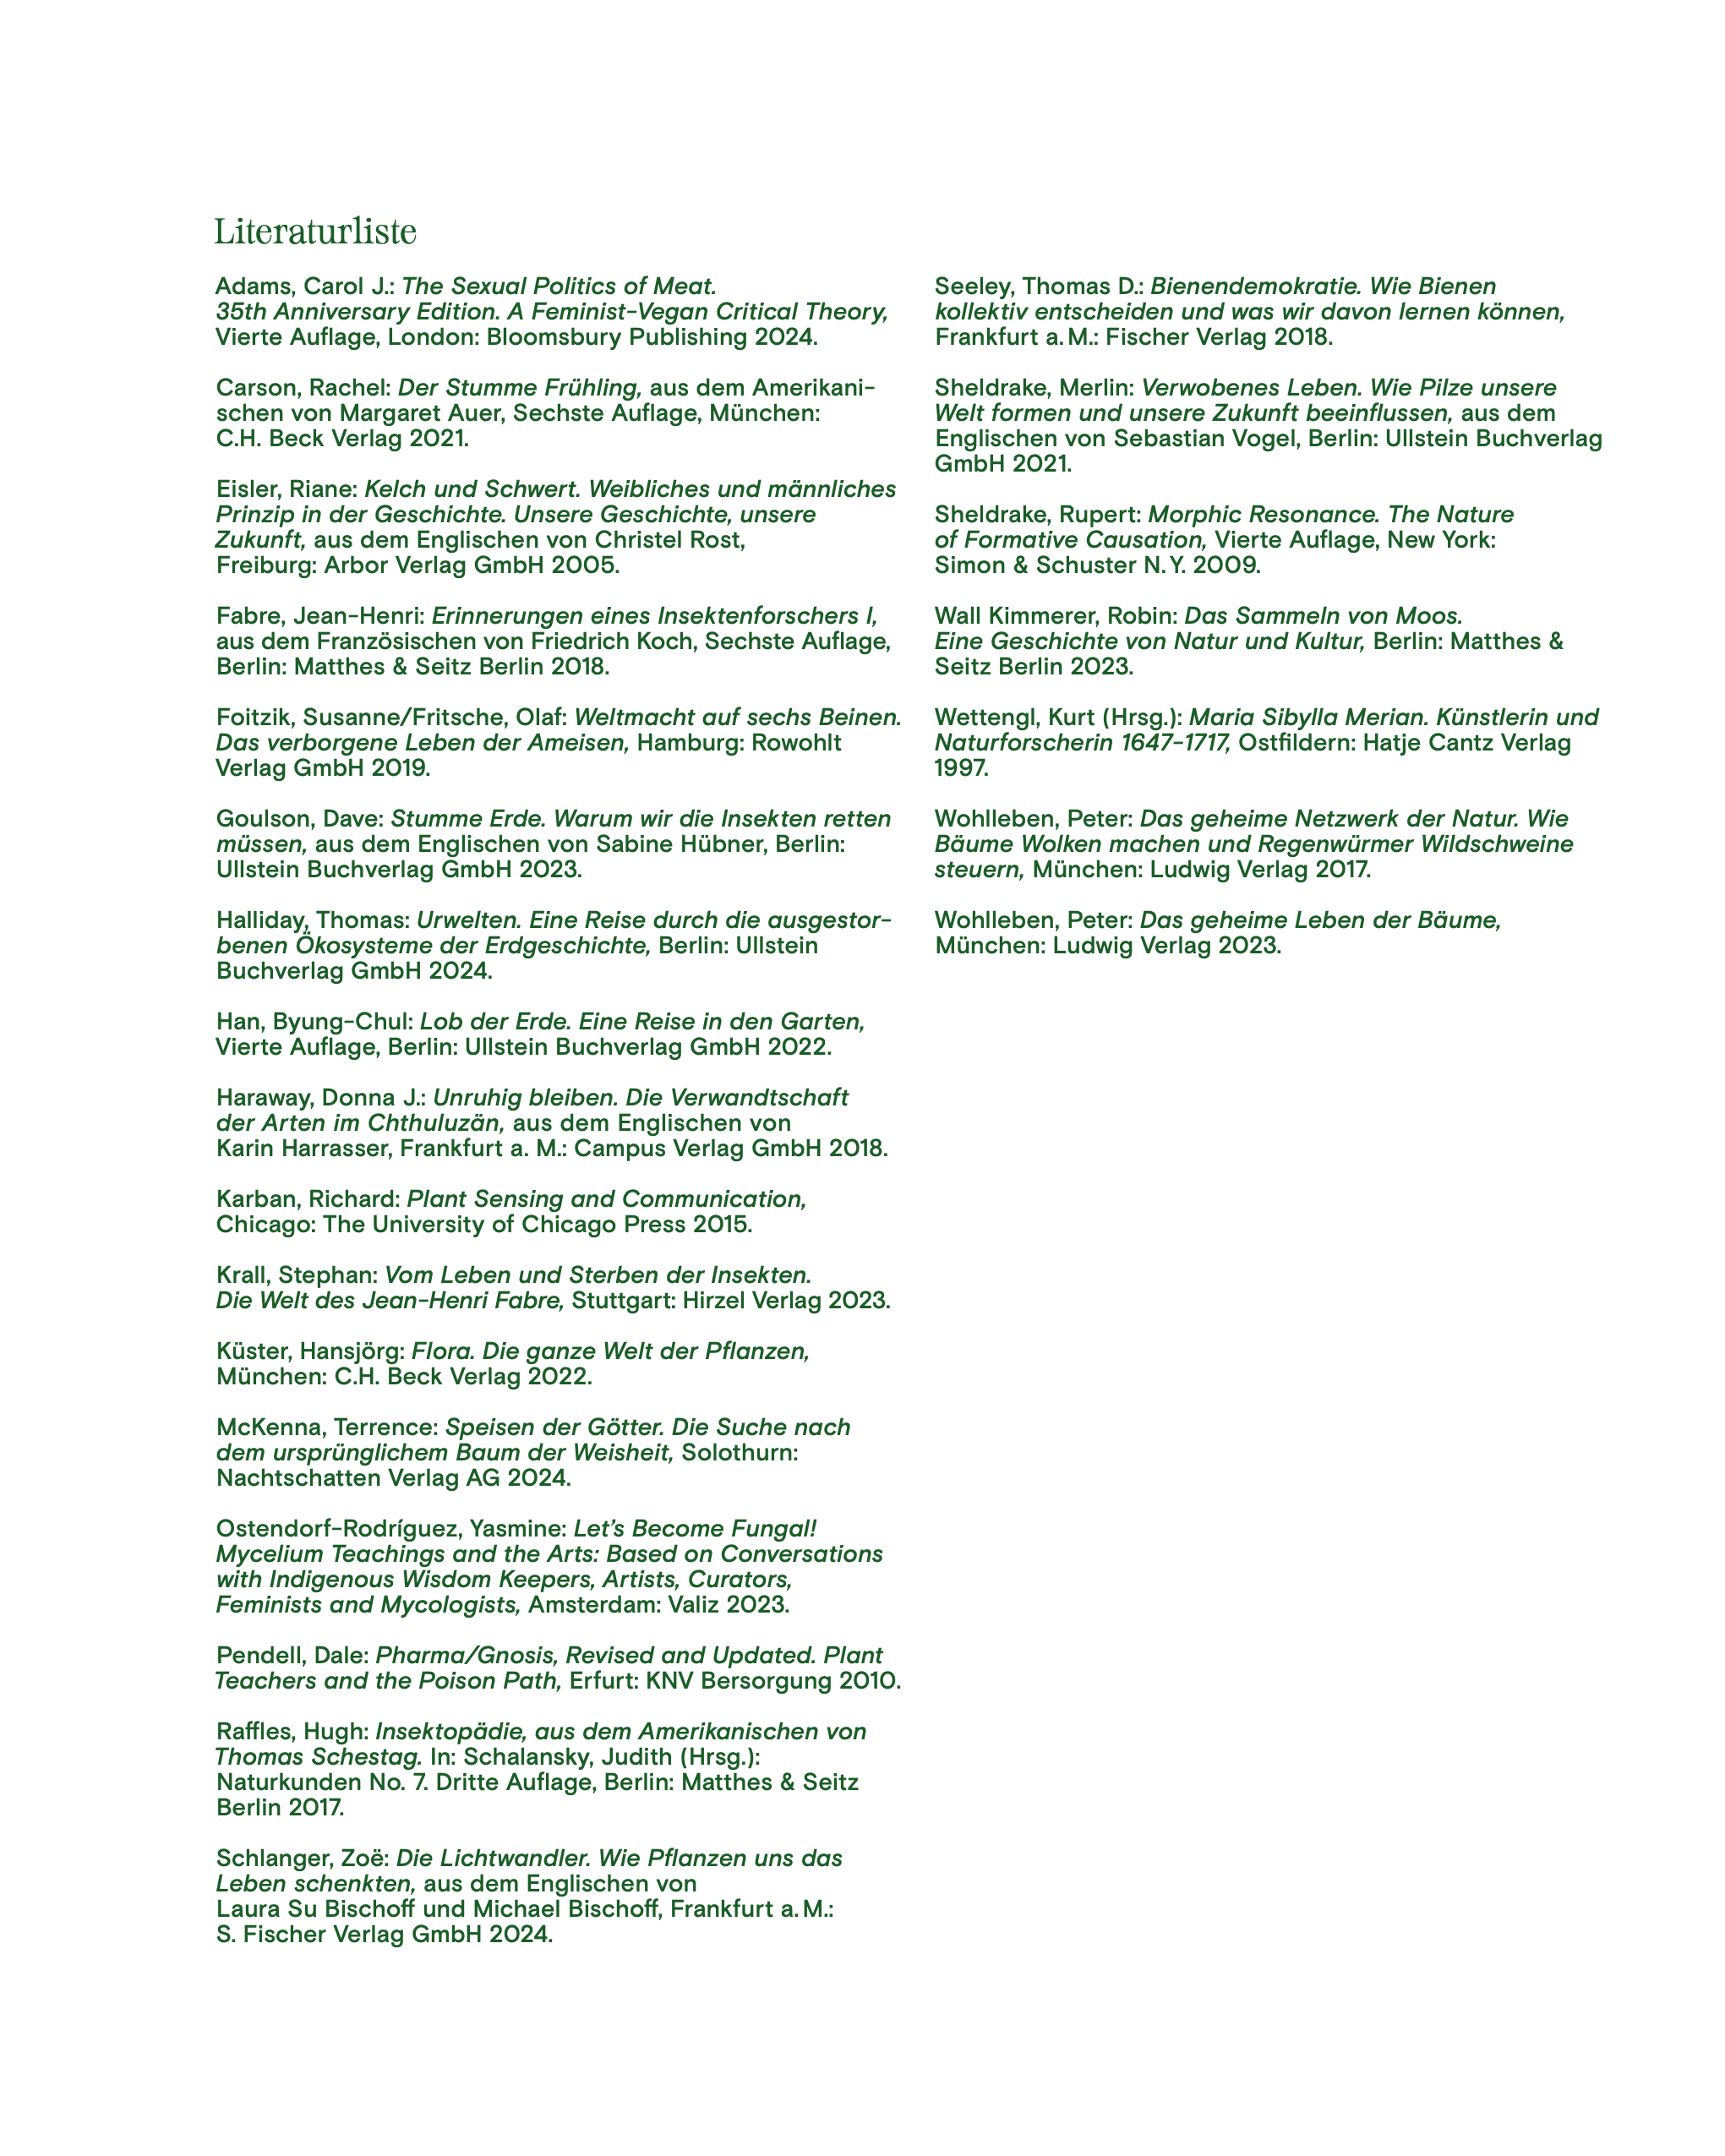 Literaturliste
Adams, Carol J.: The Sexual Politics of Meat.
35th Anniversary Edition. A Feminist-Vegan Critical Theory,
Vierte Auflage, London: Bloomsbury Publishing 2024.
Carson, Rachel: Der Stumme Frühling, aus dem Amerikani-
schen von Margaret Auer, Sechste Auflage, München:
C.H. Beck Verlag 2021.
Eisler, Riane: Kelch und Schwert. Weibliches und männliches
Prinzip in der Geschichte. Unsere Geschichte, unsere
Zukunft, aus dem Englischen von Christel Rost,
Freiburg: Arbor Verlag GmbH 2005.
Fabre, Jean-Henri: Erinnerungen eines Insektenforschers I,
aus dem Französischen von Friedrich Koch, Sechste Auflage,
Berlin: Matthes & Seitz Berlin 2018.
Foitzik, Susanne/Fritsche, Olaf: Weltmacht auf sechs Beinen.
Das verborgene Leben der Ameisen, Hamburg: Rowohlt
Verlag GmbH 2019.
Goulson, Dave: Stumme Erde. Warum wir die Insekten retten
müssen, aus dem Englischen von Sabine Hübner, Berlin:
Ullstein Buchverlag GmbH 2023.
Halliday, Thomas: Urwelten. Eine Reise durch die ausgestor-
benen Ökosysteme der Erdgeschichte, Berlin: Ullstein
Buchverlag GmbH 2024.
Han, Byung-Chul: Lob der Erde. Eine Reise in den Garten,
Vierte Auflage, Berlin: Ullstein Buchverlag GmbH 2022.
Haraway, Donna J.: Unruhig bleiben. Die Verwandtschaft
der Arten im Chthuluzän, aus dem Englischen von
Karin Harrasser, Frankfurt a. M.: Campus Verlag GmbH 2018.
Karban, Richard: Plant Sensing and Communication,
Chicago: The University of Chicago Press 2015.
Krall, Stephan: Vom Leben und Sterben der Insekten.
Die Welt des Jean-Henri Fabre, Stuttgart: Hirzel Verlag 2023.
Küster, Hansjörg: Flora. Die ganze Welt der Pflanzen,
München: C.H. Beck Verlag 2022.
McKenna, Terrence: Speisen der Götter. Die Suche nach
dem ursprünglichem Baum der Weisheit, Solothurn:
Nachtschatten Verlag AG 2024.
Ostendorf-Rodríguez, Yasmine: Let’s Become Fungal!
Mycelium Teachings and the Arts: Based on Conversations
with Indigenous Wisdom Keepers, Artists, Curators,
Feminists and Mycologists, Amsterdam: Valiz 2023.
Pendell, Dale: Pharma/Gnosis, Revised and Updated. Plant
Teachers and the Poison Path, Erfurt: KNV Bersorgung 2010.
Raffles, Hugh: Insektopädie, aus dem Amerikanischen von
Thomas Schestag. In: Schalansky, Judith (Hrsg.):
Naturkunden No. 7. Dritte Auflage, Berlin: Matthes & Seitz
Berlin 2017.
Schlanger, Zoë: Die Lichtwandler. Wie Pflanzen uns das
Leben schenkten, aus dem Englischen von
Laura Su Bischoff und Michael Bischoff, Frankfurt a. M.:
S. Fischer Verlag GmbH 2024.
Seeley, Thomas D.: Bienendemokratie. Wie Bienen
kollektiv entscheiden und was wir davon lernen können,
Frankfurt a. M.: Fischer Verlag 2018.
Sheldrake, Merlin: Verwobenes Leben. Wie Pilze unsere
Welt formen und unsere Zukunft beeinflussen, aus dem
Englischen von Sebastian Vogel, Berlin: Ullstein Buchverlag
GmbH 2021.
Sheldrake, Rupert: Morphic Resonance. The Nature
of Formative Causation, Vierte Auflage, New York:
Simon & Schuster N. Y. 2009.
Wall Kimmerer, Robin: Das Sammeln von Moos.
Eine Geschichte von Natur und Kultur, Berlin: Matthes &
Seitz Berlin 2023.
Wettengl, Kurt (Hrsg.): Maria Sibylla Merian. Künstlerin und
Naturforscherin 1647-1717, Ostfildern: Hatje Cantz Verlag
1997.
Wohlleben, Peter: Das geheime Netzwerk der Natur. Wie
Bäume Wolken machen und Regenwürmer Wildschweine
steuern, München: Ludwig Verlag 2017.
Wohlleben, Peter: Das geheime Leben der Bäume,
München: Ludwig Verlag 2023.